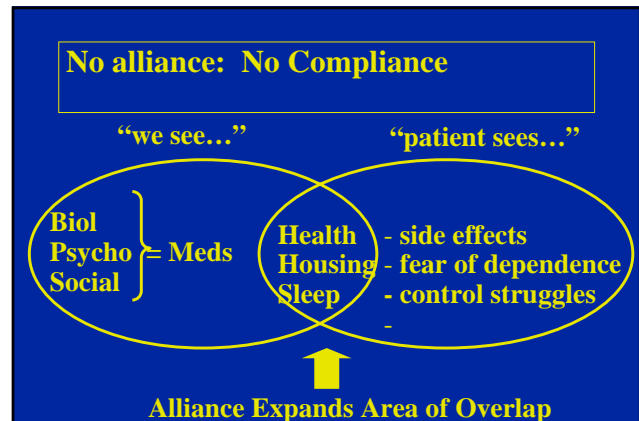 No alliance:  No Compliance
“we see…”
“patient sees…”
Biol
Psycho
Social
= Meds
Health
Housing
Sleep
- side effects
- fear of dependence
- control struggles
-
Alliance Expands Area of Overlap